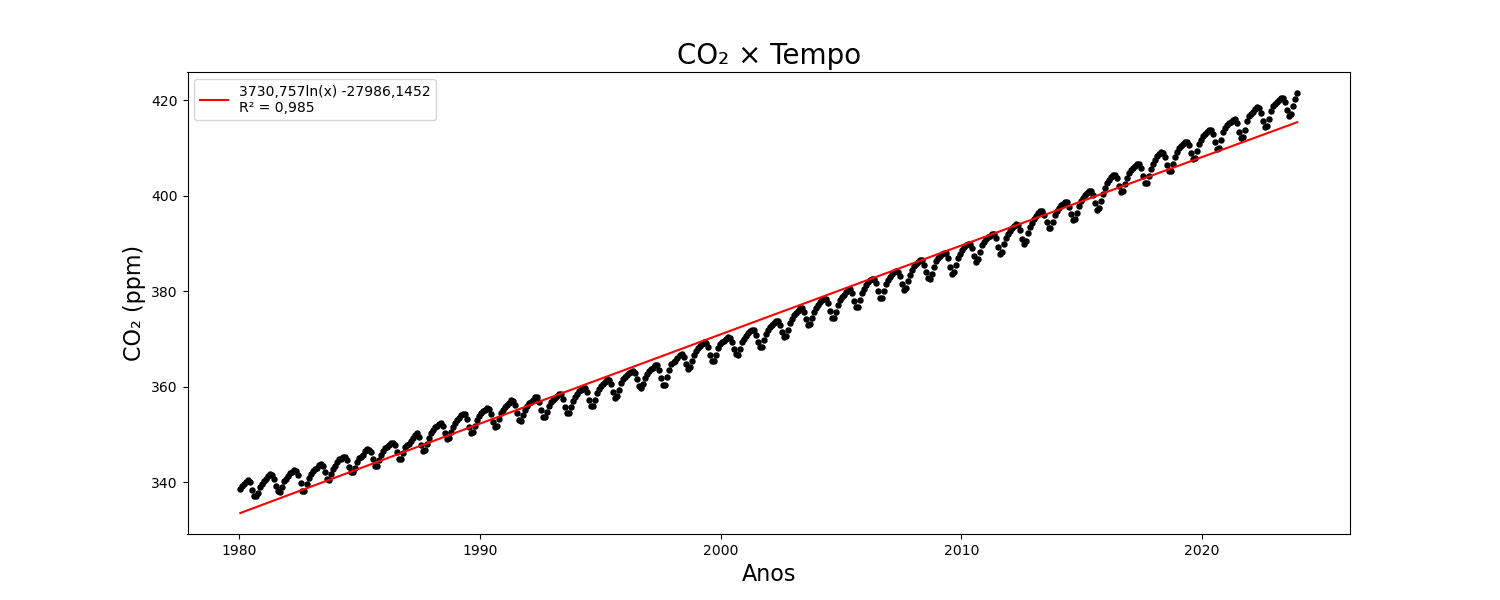 CO₂ × Tempo
3730,757ln(x) -27986,1452
R² = 0,985
CO₂ (ppm)
420
400
380
360
340
1980
1990
2000
2010
2020
Anos